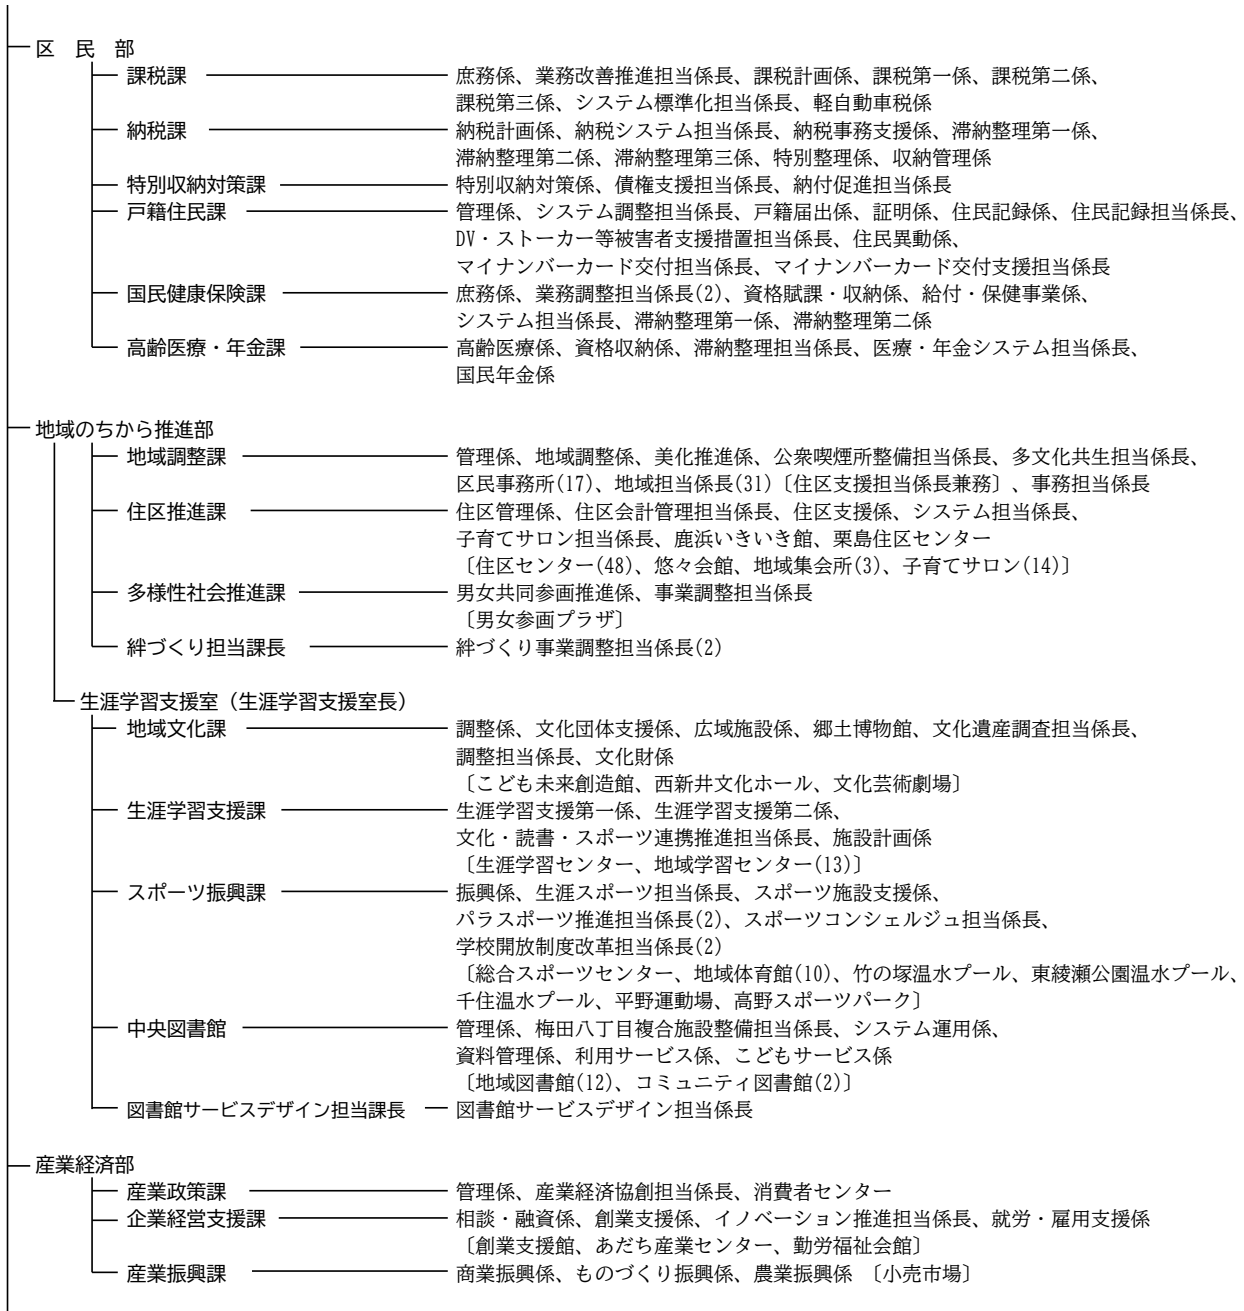 区　民　部
課税課　庶務係、業務改善推進担当係長、課税計画係、課税第一係、課税第二係、
課税第三係、システム標準化担当係長、軽自動車税係
納税課　納税計画係、納税システム担当係長、納税事務支援係、滞納整理第一係、
滞納整理第二係、滞納整理第三係、特別整理係、収納管理係
特別収納対策課　特別収納対策係、債権支援担当係長、納付促進担当係長
戸籍住民課　管理係、システム調整担当係長、戸籍届出係、証明係、住民記録係、住民記録担当係長、
DV・ストーカー等被害者支援措置担当係長、住民異動係、
マイナンバーカード交付担当係長、マイナンバーカード交付支援担当係長
国民健康保険課　庶務係、業務調整担当係長(2)、資格賦課・収納係、給付・保健事業係、
システム担当係長、滞納整理第一係、滞納整理第二係
高齢医療・年金課　高齢医療係、資格収納係、滞納整理担当係長、医療・年金システム担当係長、
国民年金係
地域のちから推進部
地域調整課　管理係、地域調整係、美化推進係、公衆喫煙所整備担当係長、多文化共生担当係長、
区民事務所(17)、地域担当係長(31)〔住区支援担当係長兼務〕、事務担当係長
住区推進課　住区管理係、住区会計管理担当係長、住区支援係、システム担当係長、
子育てサロン担当係長、鹿浜いきいき館、栗島住区センター
〔住区センター(48)、悠々会館、地域集会所(3)、子育てサロン(14)〕
多様性社会推進課　男女共同参画推進係、事業調整担当係長
〔男女参画プラザ〕
絆づくり担当課長　絆づくり事業調整担当係長(2)
生涯学習支援室（生涯学習支援室長）
地域文化課　調整係、文化団体支援係、広域施設係、郷土博物館、文化遺産調査担当係長、
調整担当係長、文化財係
〔こども未来創造館、西新井文化ホール、文化芸術劇場〕
生涯学習支援課　生涯学習支援第一係、生涯学習支援第二係、
文化・読書・スポーツ連携推進担当係長、施設計画係
〔生涯学習センター、地域学習センター(13)〕
スポーツ振興課　振興係、生涯スポーツ担当係長、スポーツ施設支援係、
パラスポーツ推進担当係長(2)、スポーツコンシェルジュ担当係長、
学校開放制度改革担当係長(2)
〔総合スポーツセンター、地域体育館(10)、竹の塚温水プール、東綾瀬公園温水プール、
千住温水プール、平野運動場、高野スポーツパーク〕
中央図書館　管理係、梅田八丁目複合施設整備担当係長、システム運用係、
資料管理係、利用サービス係、こどもサービス係
〔地域図書館(12)、コミュニティ図書館(2)〕
図書館サービスデザイン担当課長　図書館サービスデザイン担当係長
産業経済部
産業政策課　管理係、産業経済協創担当係長、消費者センター
企業経営支援課　相談・融資係、創業支援係、イノベーション推進担当係長、就労・雇用支援係
〔創業支援館、あだち産業センター、勤労福祉会館〕
産業振興課　商業振興係、ものづくり振興係、農業振興係 〔小売市場〕